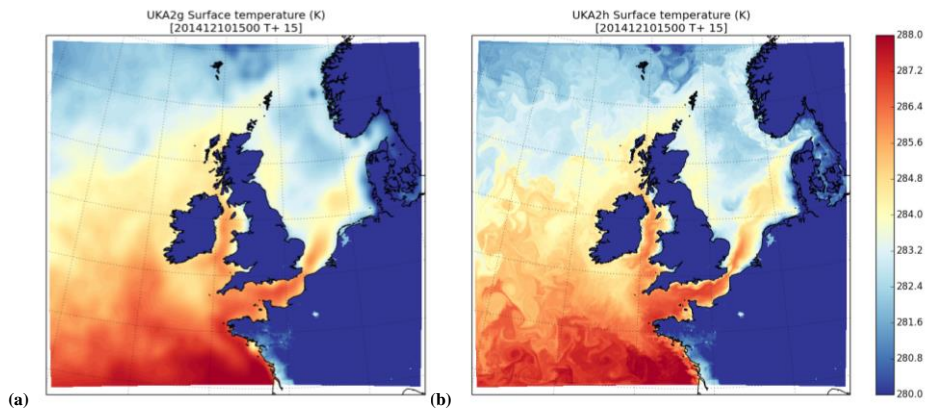 UKA2g Surface temperature (K)
[201412101500 T+ 15]
UKA2h Surface temperature (K)
[201412101500 T+ 15]
288.0
287.2
286.4
285.6
284.8
284.0
283.2
282.4
281.6
280.8
280.0
(a)
(b)